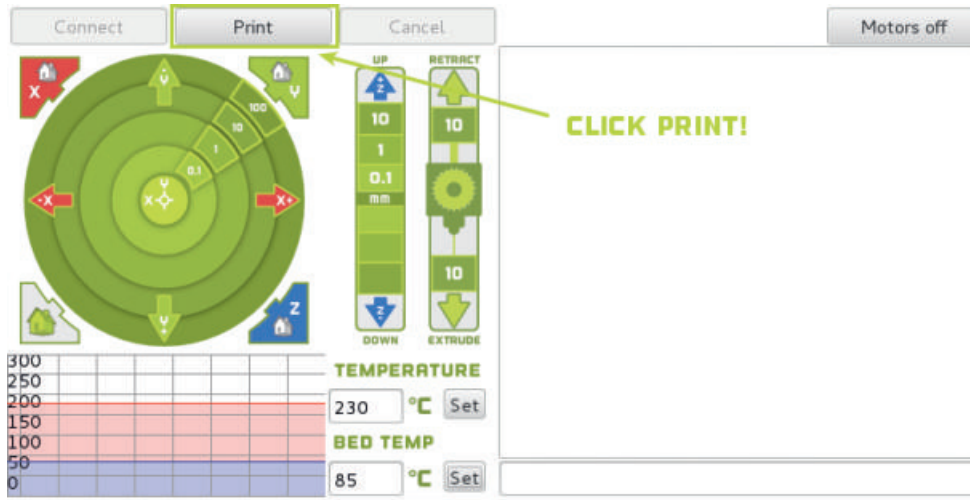 Connect
Print
Cancel
Motors off
UP
RETRACT
X
Y
-Y
100
10
1
0.1
Y
X
-X
X+
Y+
Z
+Z
10
1
0.1
mm
Z-
DOWN
10
10
EXTRUDE
CLICK PRINT!
300
250
200
150
100
50
0
TEMPERATURE
230 °C Set
BED TEMP
85 °C Set